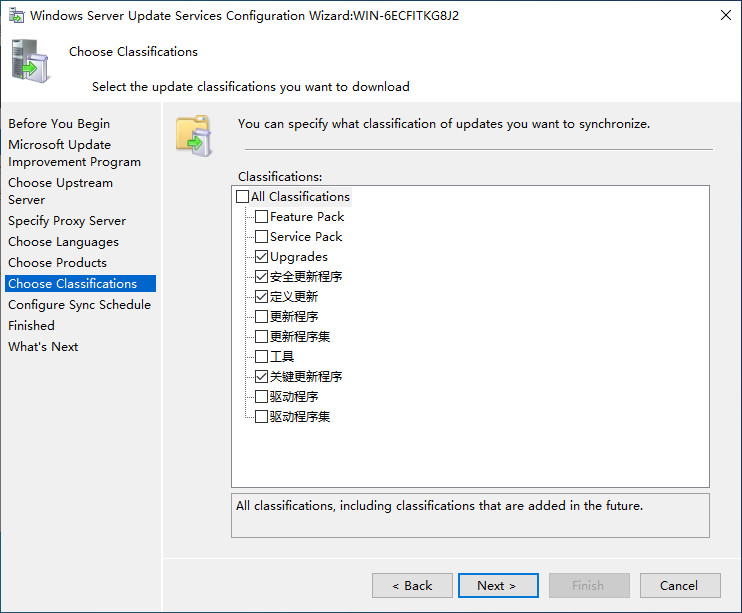 Windows Server Update Services Configuration Wizard:WIN-6ECFITKG8J2
Choose Classifications
Select the update classifications you want to download
Before You Begin
Microsoft Update
Improvement Program
Choose Upstream
Server
Specify Proxy Server
Choose Languages
Choose Products
Choose Classifications
Configure Sync Schedule
Finished
What's Next
You can specify what classification of updates you want to synchronize.
Classifications:
All Classifications
Feature Pack
Service Pack
Upgrades
安全更新程序
定义更新
更新程序
更新程序集
工具
关键更新程序
驱动程序
驱动程序集
All classifications, including classifications that are added in the future.
< Back
Next >
Finish
Cancel